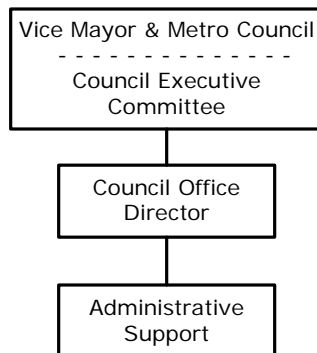 Vice Mayor & Metro Council
- - - - - - - - - - - - - -
Council Executive
Committee
Council Office
Director
Administrative
Support